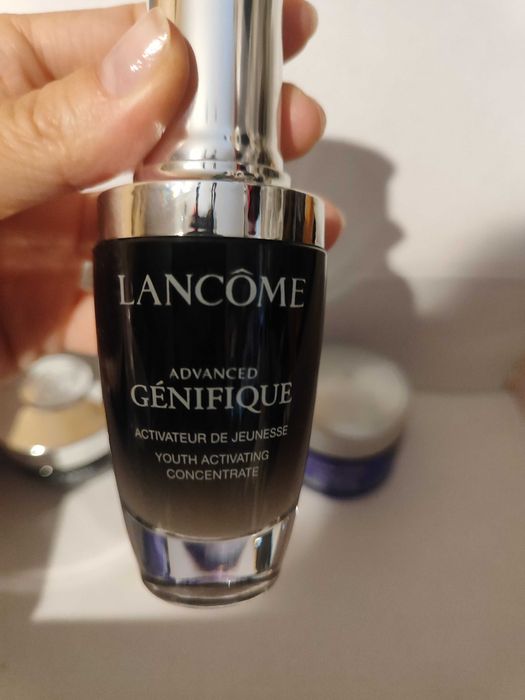 LANCÔME
ADVANCED
GÉNIFIQUE
ACTIVATEUR DE JEUNESSE
YOUTH ACTIVATING
CONCENTRATE